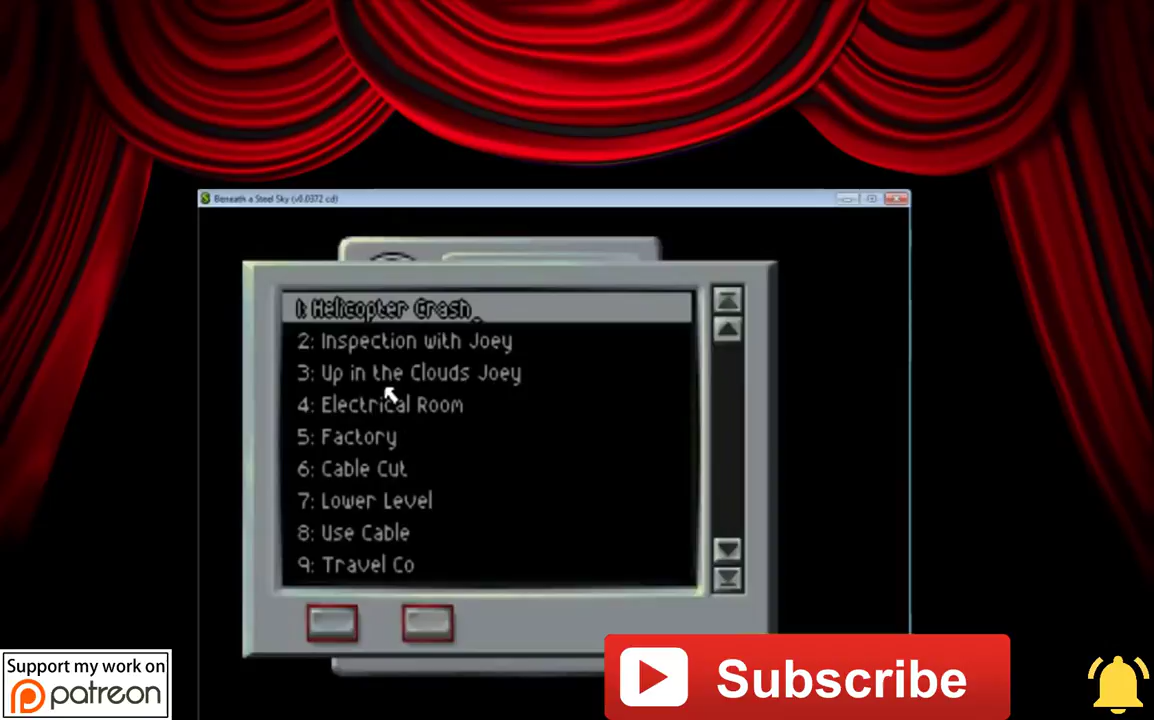 Beneath a Steel Sky (v0.0372 cd)
1: Helicopter Crash_
2: Inspection with Joey
3: Up in the Clouds Joey
4: Electrical Room
5: Factory
6: Cable Cut
7: Lower Level
8: Use Cable
9: Travel Co
Support my work on
patreon
Subscribe